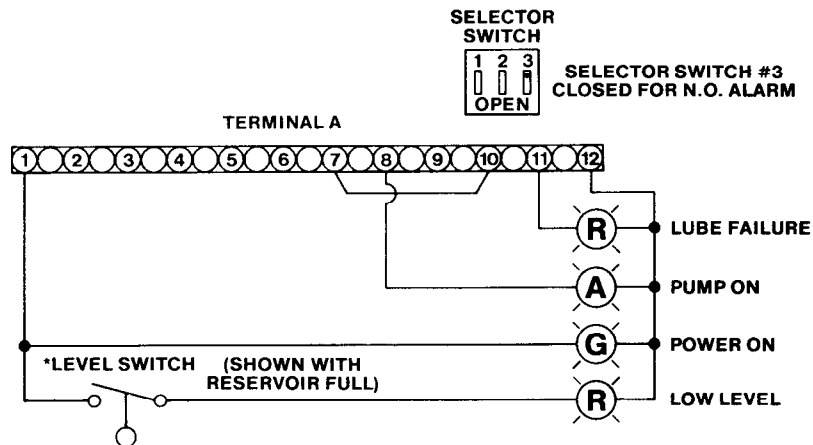 SELECTOR
SWITCH
1 2 3
OPEN
SELECTOR SWITCH #3
CLOSED FOR N.O. ALARM
TERMINAL A
1 2 3 4 5 6 7 8 9 10 11 12
R LUBE FAILURE
A PUMP ON
G POWER ON
*LEVEL SWITCH (SHOWN WITH
RESERVOIR FULL)
R LOW LEVEL